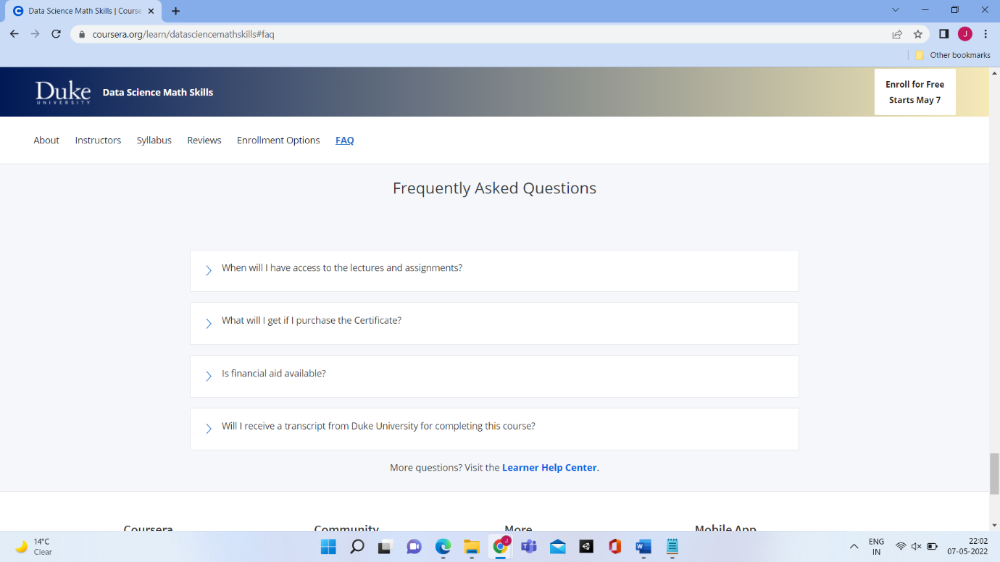 Data Science Math Skills | Course
coursera.org/learn/datasciencemathskills#faq
J
Other bookmarks
Duke
UNIVERSITY
Data Science Math Skills
Enroll for Free
Starts May 7
About Instructors Syllabus Reviews Enrollment Options FAQ
Frequently Asked Questions
When will I have access to the lectures and assignments?
What will I get if I purchase the Certificate?
Is financial aid available?
Will I receive a transcript from Duke University for completing this course?
More questions? Visit the Learner Help Center.
Coursera Community More Mobile App
14°C
Clear
ENG
IN
22:02
07-05-2022